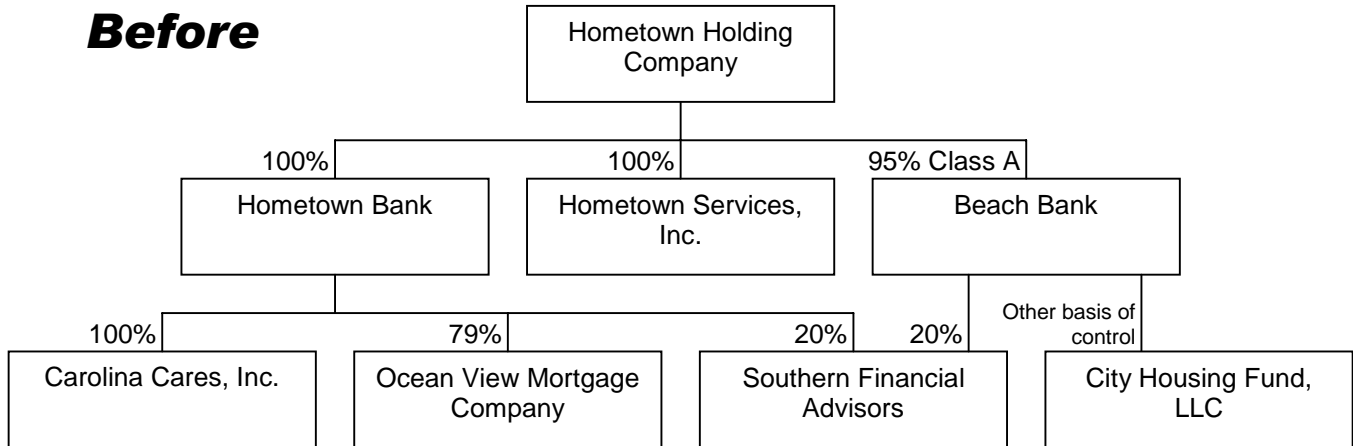 Before
Hometown Holding
Company
100%
100%
95% Class A
Hometown Bank
Hometown Services,
Inc.
Beach Bank
100%
79%
20%
20%
Other basis of
control
Carolina Cares, Inc.
Ocean View Mortgage
Company
Southern Financial
Advisors
City Housing Fund,
LLC